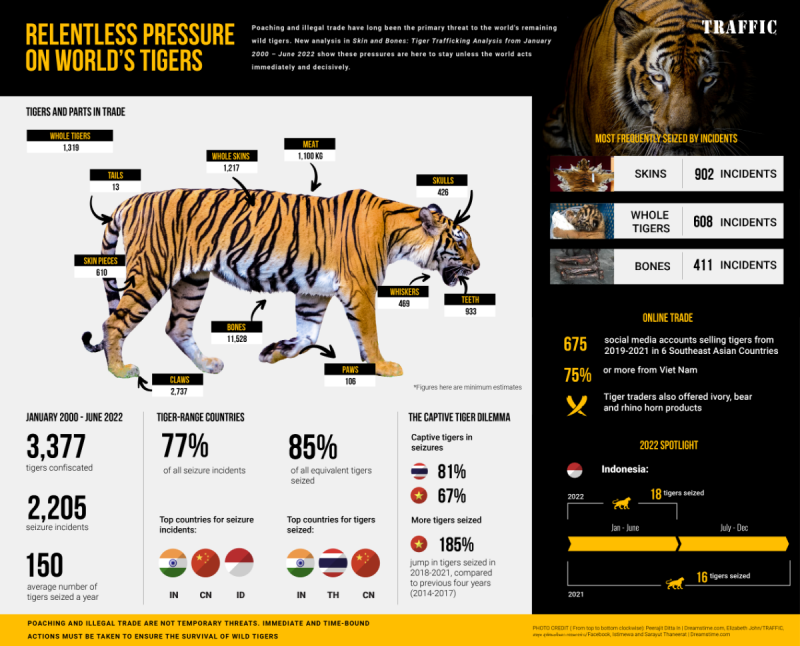 RELENTLESS PRESSURE
ON WORLD'S TIGERS
Poaching and illegal trade have long been the primary threat to the world's remaining
wild tigers. New analysis in Skin and Bones: Tiger Trafficking Analysis from January
2000 – June 2022 show these pressures are here to stay unless the world acts
immediately and decisively.
TRAFFIC
TIGERS AND PARTS IN TRADE
WHOLE TIGERS
1,319
TAILS
13
WHOLE SKINS
1,217
MEAT
1,100 KG
SKULLS
426
SKIN PIECES
610
WHISKERS
469
TEETH
933
BONES
11,528
PAWS
106
CLAWS
2,737
*Figures here are minimum estimates
MOST FREQUENTLY SEIZED BY INCIDENTS
SKINS
902 INCIDENTS
WHOLE
TIGERS
608 INCIDENTS
BONES
411 INCIDENTS
ONLINE TRADE
675
social media accounts selling tigers from
2019-2021 in 6 Southeast Asian Countries
75%
or more from Viet Nam
Tiger traders also offered ivory, bear
and rhino horn products
2022 SPOTLIGHT
Indonesia:
2022
18 tigers seized
Jan - June
July - Dec
16 tigers seized
2021
JANUARY 2000 - JUNE 2022
3,377
tigers confiscated
2,205
seizure incidents
150
average number of
tigers seized a year
TIGER-RANGE COUNTRIES
77%
of all seizure incidents
85%
of all equivalent tigers
seized
Top countries for seizure
incidents:
IN
CN
ID
Top countries for tigers
seized:
IN
TH
CN
THE CAPTIVE TIGER DILEMMA
Captive tigers in
seizures
81%
67%
More tigers seized
185%
jump in tigers seized in
2018-2021, compared
to previous four years
(2014-2017)
POACHING AND ILLEGAL TRADE ARE NOT TEMPORARY THREATS. IMMEDIATE AND TIME-BOUND
ACTIONS MUST BE TAKEN TO ENSURE THE SURVIVAL OF WILD TIGERS
PHOTO CREDIT | From top to bottom clockwise): Peerajit Ditta in | Dreamstime.com, Elizabeth John/TRAFFIC,
/Facebook, Isilmewa and Sarayut Thaneerat | Dreamstime.com